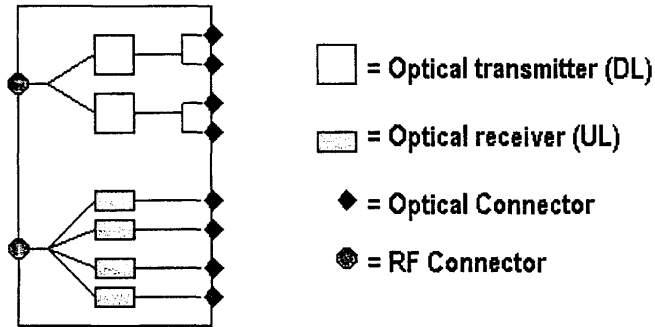 = Optical transmitter (DL)
= Optical receiver (UL)
= Optical Connector
= RF Connector